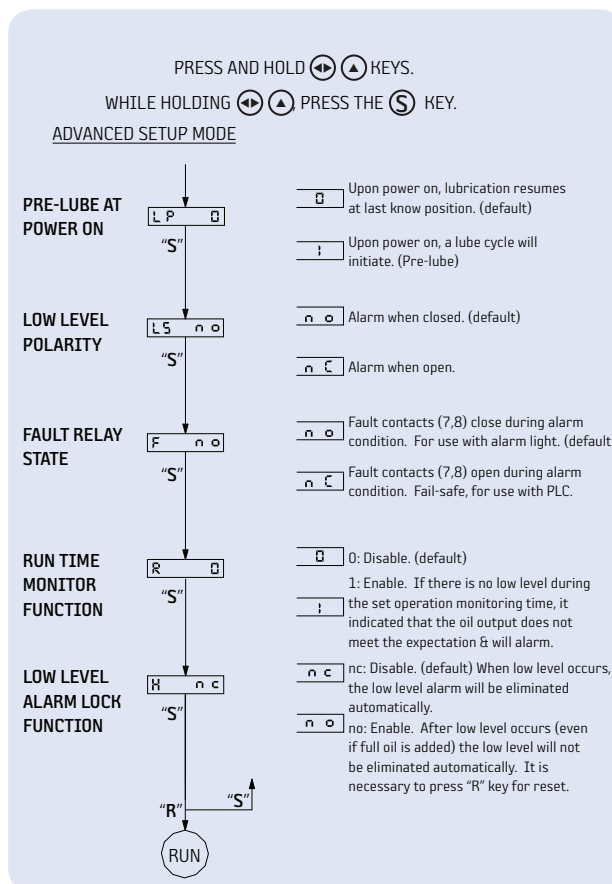 PRESS AND HOLD ◄► ▲ KEYS.
WHILE HOLDING ◄► ▲, PRESS THE S KEY.
ADVANCED SETUP MODE
PRE-LUBE AT
POWER ON
LP 0
"S"
0 Upon power on, lubrication resumes
at last know position. (default)
1 Upon power on, a lube cycle will
initiate. (Pre-lube)
LOW LEVEL
POLARITY
LS no
"S"
no Alarm when closed. (default)
nC Alarm when open.
FAULT RELAY
STATE
F no
"S"
no Fault contacts (7,8) close during alarm
condition. For use with alarm light. (default
nC Fault contacts (7,8) open during alarm
condition. Fail-safe, for use with PLC.
RUN TIME
MONITOR
FUNCTION
R 0
"S"
0 0: Disable. (default)
1 1: Enable. If there is no low level during
the set operation monitoring time, it
indicated that the oil output does not
meet the expectation & will alarm.
LOW LEVEL
ALARM LOCK
FUNCTION
H nc
"S"
nc nc: Disable. (default) When low level occurs,
the low level alarm will be eliminated
automatically.
no no: Enable. After low level occurs (even
if full oil is added) the low level will not
be eliminated automatically. It is
necessary to press "R" key for reset.
"R" "S"
RUN